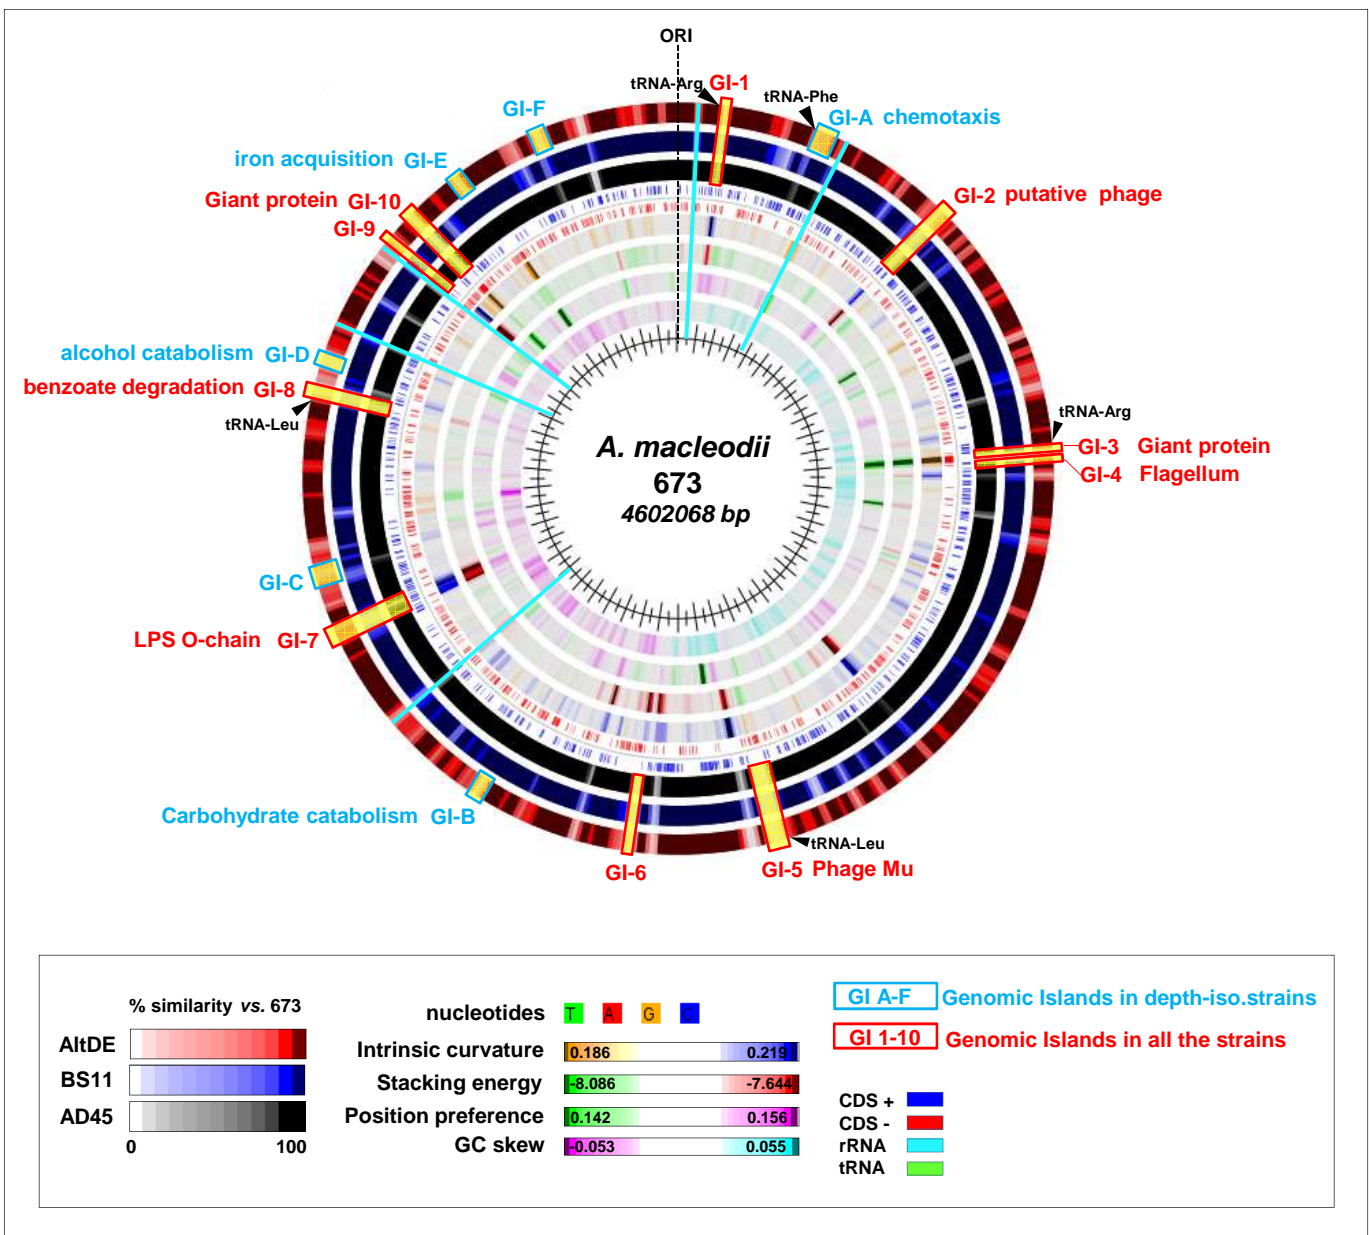 ORI
tRNA-Arg GI-1
tRNA-Phe
GI-F
GI-A chemotaxis
iron acquisition GI-E
Giant protein GI-10
GI-2 putative phage
GI-9
alcohol catabolism GI-D
benzoate degradation GI-8
tRNA-Leu
tRNA-Arg
GI-3 Giant protein
GI-4 Flagellum
A. macleodii
673
4602068 bp
GI-C
LPS O-chain GI-7
Carbohydrate catabolism GI-B
tRNA-Leu
GI-6
GI-5 Phage Mu
% similarity vs. 673
AltDE
BS11
AD45
0 100
nucleotides T A G C
Intrinsic curvature 0.186 0.219
Stacking energy -8.086 -7.644
Position preference 0.142 0.156
GC skew -0.053 0.055
GI A-F Genomic Islands in depth-iso.strains
GI 1-10 Genomic Islands in all the strains
CDS +
CDS -
rRNA
tRNA